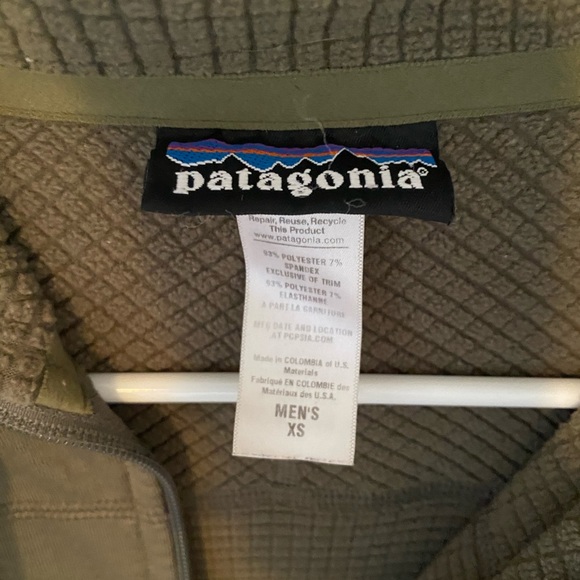 patagonia®
Repair, Reuse, Recycle
This Product
www.patagonia.com
93% POLYESTER 7%
SPANDEX
EXCLUSIVE OF TRIM
93% POLYESTER 7%
ELASTHANNE
A PART LA GARNITURE
MFG DATE AND LOCATION
AT PCPSIA.COM
Made in COLOMBIA of U.S.
Materials
Fabriqué EN COLOMBIE des
Matériaux des U.S.A.
MEN'S
XS